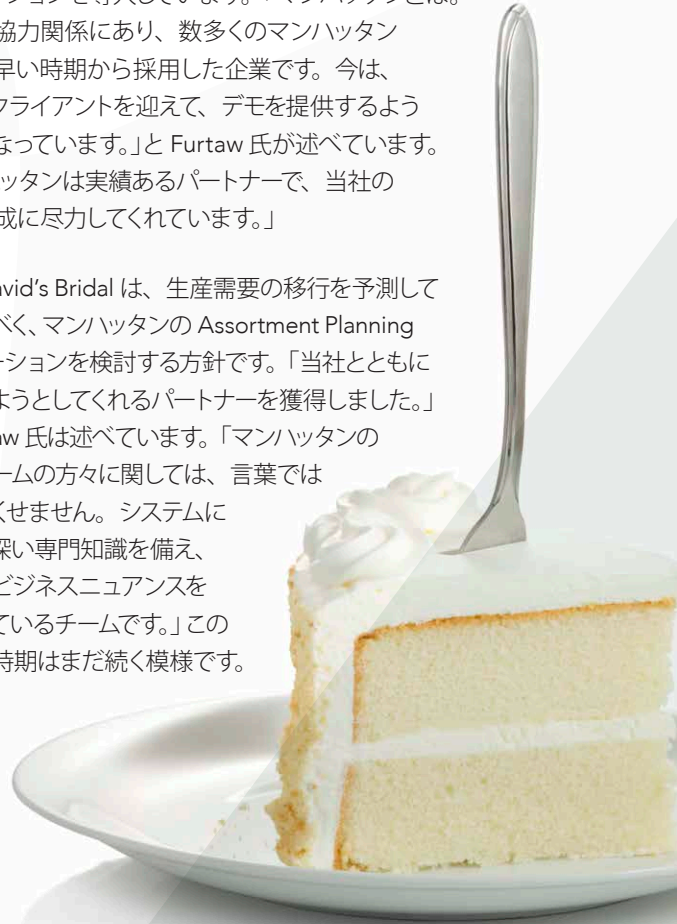 協力関係にあり、数多くのマンハッタン
早い時期から採用した企業です。今は、
クライアントを迎えて、デモを提供するよう
なっています。」と Furtaw 氏が述べています。
ッタンは実績あるパートナーで、当社の
成に尽力してくれています。」
avid’s Bridal は、生産需要の移行を予測して
べく、マンハッタンの Assortment Planning
ーションを検討する方針です。「当社とともに
ようとしてくれるパートナーを獲得しました。」
aw 氏は述べています。「マンハッタンの
ームの方々に関しては、言葉では
くせません。システムに
深い専門知識を備え、
ビジネスニュアンスを
ているチームです。」この
時期はまだ続く模様です。